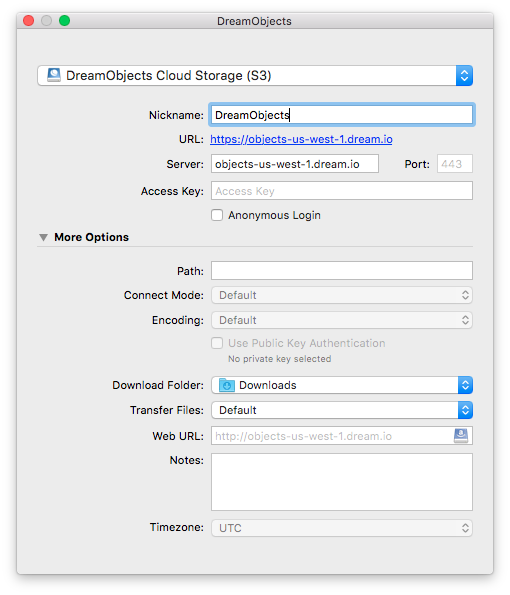 DreamObjects
DreamObjects Cloud Storage (S3)
Nickname: DreamObjects
URL: https://objects-us-west-1.dream.io
Server: objects-us-west-1.dream.io Port: 443
Access Key: Access Key
Anonymous Login
More Options
Path:
Connect Mode: Default
Encoding: Default
Use Public Key Authentication
No private key selected
Download Folder: Downloads
Transfer Files: Default
Web URL: http://objects-us-west-1.dream.io
Notes:
Timezone: UTC